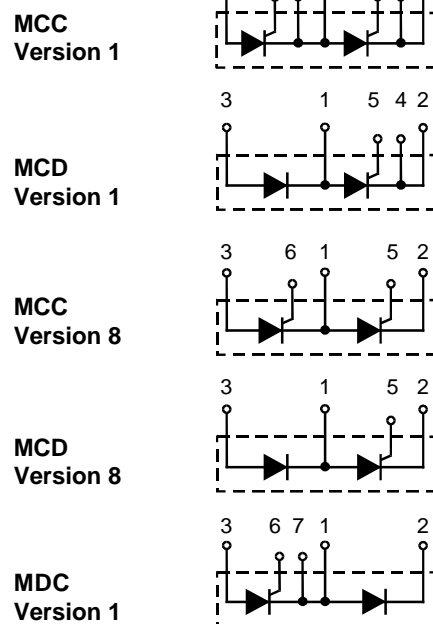 MCC
Version 1
3 1 5 4 2
MCD
Version 1
3 6 1 5 2
MCC
Version 8
3 1 5 2
MCD
Version 8
3 6 7 1 2
MDC
Version 1